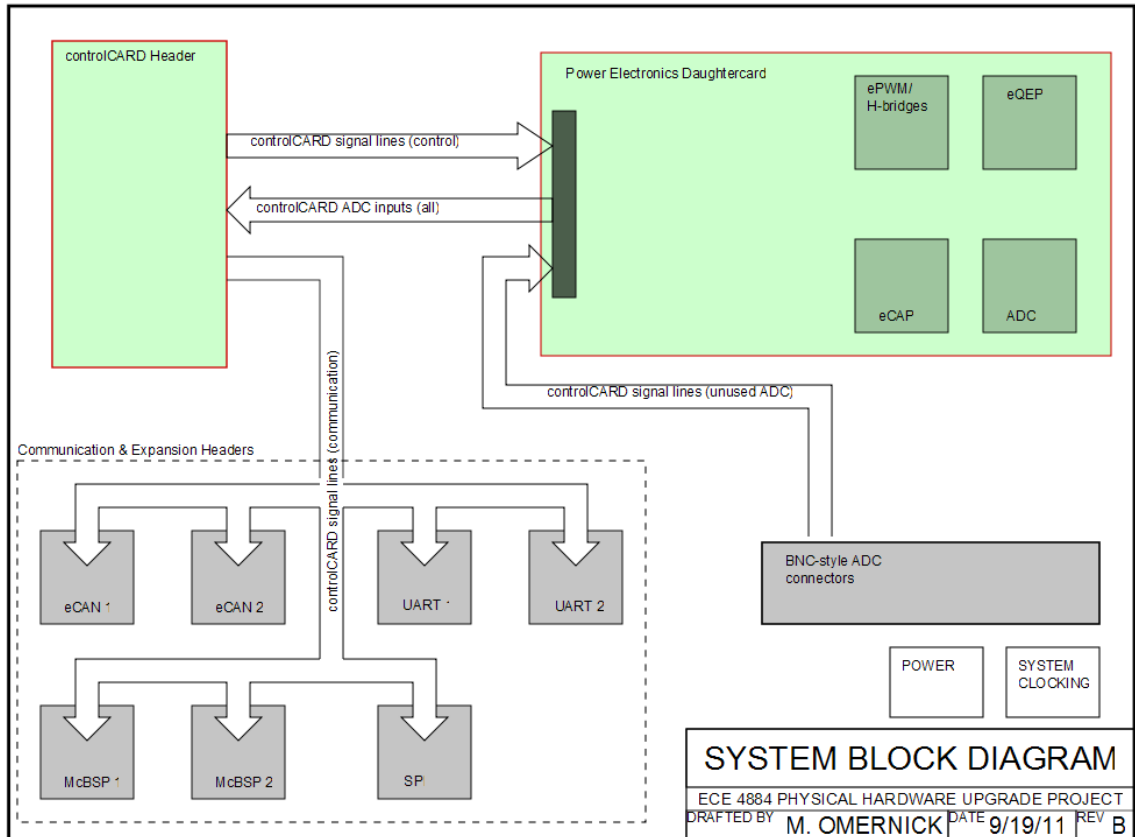 controlCARD Header
Power Electronics Daughtercard
ePWM/
H-bridges
eQEP
controlCARD signal lines (control)
controlCARD ADC inputs (all)
eCAP
ADC
controlCARD signal lines (unused ADC)
controlCARD signal lines (communication)
Communication & Expansion Headers
eCAN 1
eCAN 2
UART 1
UART 2
BNC-style ADC
connectors
McBSP 1
McBSP 2
SPI
POWER
SYSTEM
CLOCKING
SYSTEM BLOCK DIAGRAM
ECE 4884 PHYSICAL HARDWARE UPGRADE PROJECT
DRAFTED BY M. OMERNICK DATE 9/19/11 REV B